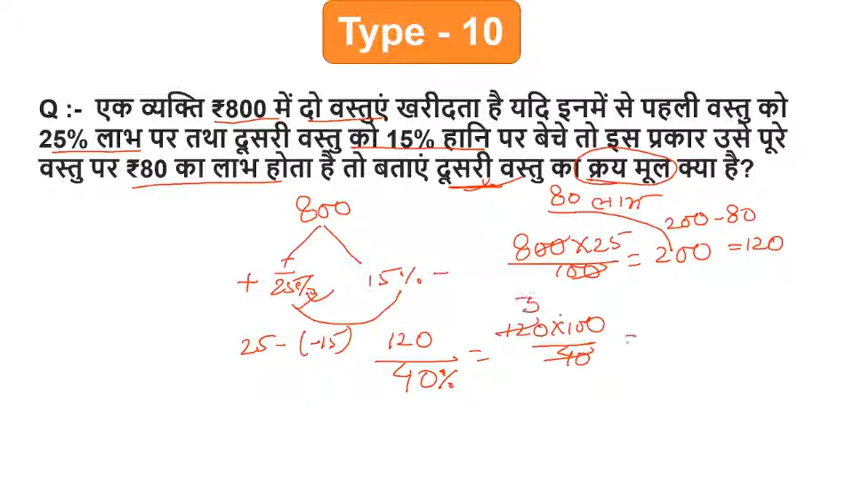 Type - 10
Q :- एक व्यक्ति ₹800 में दो वस्तुएं खरीदता है यदि इनमें से पहली वस्तु को
25% लाभ पर तथा दूसरी वस्तु को 15% हानि पर बेचे तो इस प्रकार उसे पूरे
वस्तु पर ₹80 का लाभ होता है तो बताएं दूसरी वस्तु का क्रय मूल क्या है?
800
80 लाभ
200 - 80
800 × 25 / 100 = 200 = 120
+ 25% 15% -
25 - (-15)
120 / 40% = 120 × 100 / 40 =
3